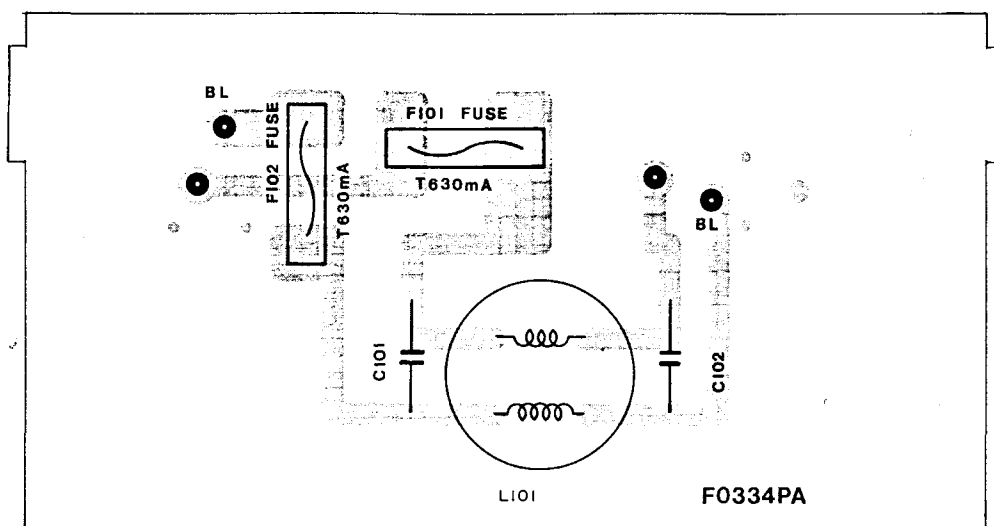 BL
F102 FUSE
T630mA
F101 FUSE
T630mA
BL
C101
C102
L101
F0334PA